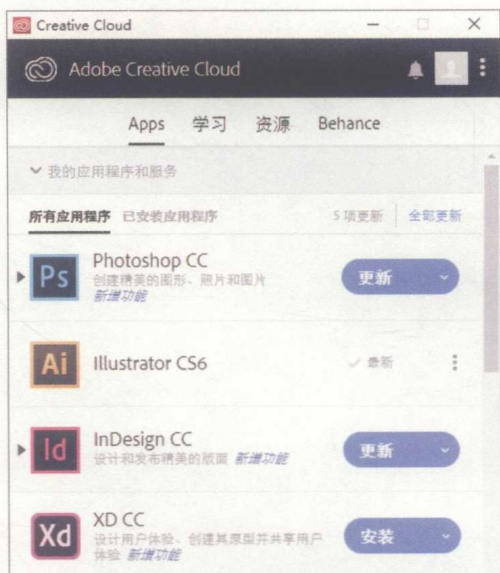 Creative Cloud
Adobe Creative Cloud
Apps 学习 资源 Behance
我的应用程序和服务
所有应用程序 已安装应用程序 5 项更新 全部更新
Ps Photoshop CC
创建精美的图形、照片和图片
新增功能
更新
Ai Illustrator CS6
最新
Id InDesign CC
设计和发布精美的版面 新增功能
更新
Xd XD CC
设计用户体验、创建其原型并共享用户
体验 新增功能
安装